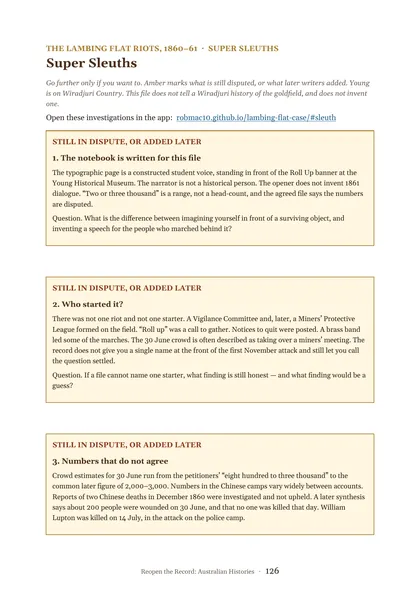 THE LAMBING FLAT RIOTS, 1860–61 · SUPER SLEUTHS
Super Sleuths
Go further only if you want to. Amber marks what is still disputed, or what later writers added. Young
is on Wiradjuri Country. This file does not tell a Wiradjuri history of the goldfield, and does not invent
one.
Open these investigations in the app: robmac10.github.io/lambing-flat-case/#sleuth
STILL IN DISPUTE, OR ADDED LATER
1. The notebook is written for this file
The typographic page is a constructed student voice, standing in front of the Roll Up banner at the
Young Historical Museum. The narrator is not a historical person. The opener does not invent 1861
dialogue. “Two or three thousand” is a range, not a head-count, and the agreed file says the numbers
are disputed.
Question. What is the difference between imagining yourself in front of a surviving object, and
inventing a speech for the people who marched behind it?
STILL IN DISPUTE, OR ADDED LATER
2. Who started it?
There was not one riot and not one starter. A Vigilance Committee and, later, a Miners’ Protective
League formed on the field. “Roll up” was a call to gather. Notices to quit were posted. A brass band
led some of the marches. The 30 June crowd is often described as taking over a miners’ meeting. The
record does not give you a single name at the front of the first November attack and still let you call
the question settled.
Question. If a file cannot name one starter, what finding is still honest — and what finding would be a
guess?
STILL IN DISPUTE, OR ADDED LATER
3. Numbers that do not agree
Crowd estimates for 30 June run from the petitioners’ “eight hundred to three thousand” to the
common later figure of 2,000–3,000. Numbers in the Chinese camps vary widely between accounts.
Reports of two Chinese deaths in December 1860 were investigated and not upheld. A later synthesis
says about 200 people were wounded on 30 June, and that no one was killed that day. William
Lupton was killed on 14 July, in the attack on the police camp.
Reopen the Record: Australian Histories · 126